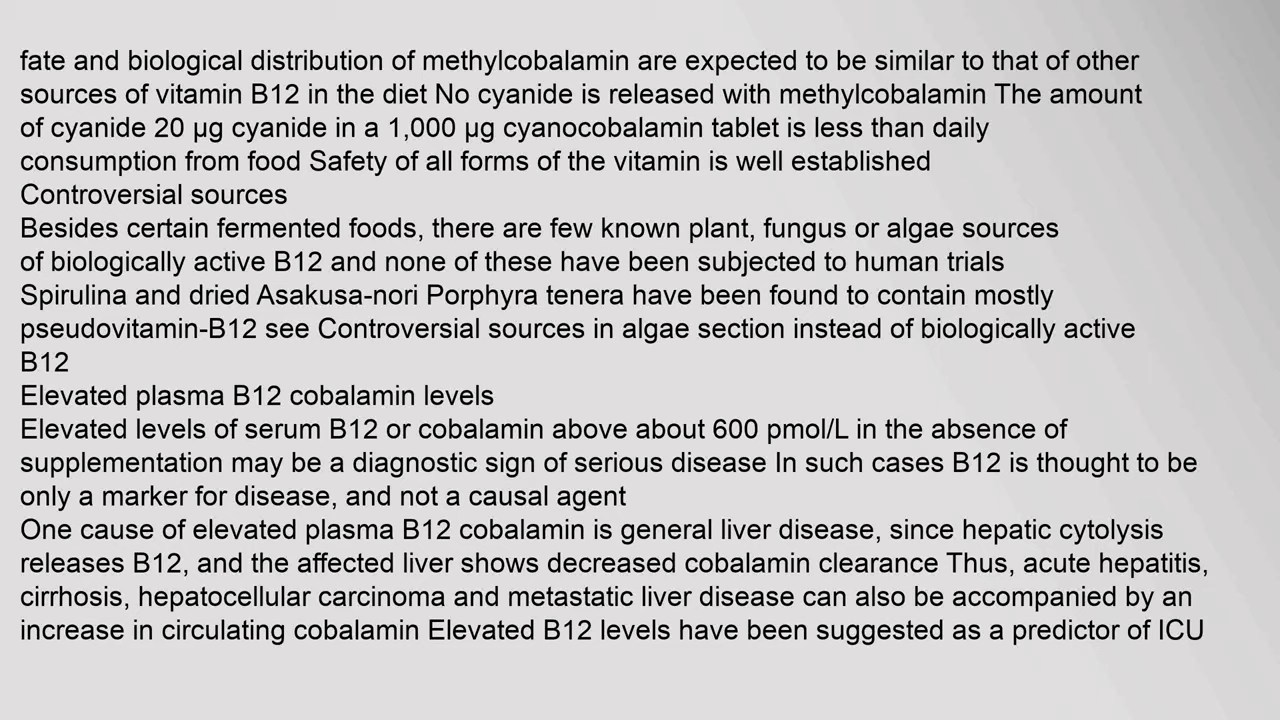 fate and biological distribution of methylcobalamin are expected to be similar to that of other
sources of vitamin B12 in the diet No cyanide is released with methylcobalamin The amount
of cyanide 20 µg cyanide in a 1,000 µg cyanocobalamin tablet is less than daily
consumption from food Safety of all forms of the vitamin is well established
Controversial sources
Besides certain fermented foods, there are few known plant, fungus or algae sources
of biologically active B12 and none of these have been subjected to human trials
Spirulina and dried Asakusa-nori Porphyra tenera have been found to contain mostly
pseudovitamin-B12 see Controversial sources in algae section instead of biologically active
B12
Elevated plasma B12 cobalamin levels
Elevated levels of serum B12 or cobalamin above about 600 pmol/L in the absence of
supplementation may be a diagnostic sign of serious disease In such cases B12 is thought to be
only a marker for disease, and not a causal agent
One cause of elevated plasma B12 cobalamin is general liver disease, since hepatic cytolysis
releases B12, and the affected liver shows decreased cobalamin clearance Thus, acute hepatitis,
cirrhosis, hepatocellular carcinoma and metastatic liver disease can also be accompanied by an
increase in circulating cobalamin Elevated B12 levels have been suggested as a predictor of ICU